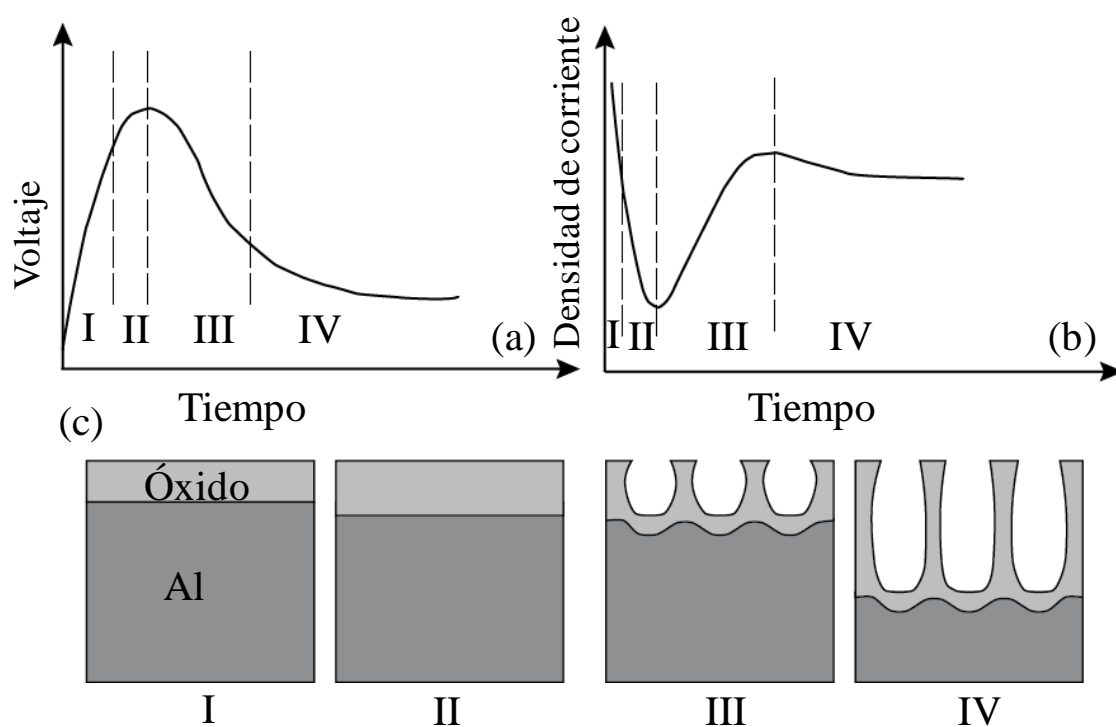 Voltaje
I II III IV
(a)
Tiempo
Densidad de corriente
I II III IV
(b)
Tiempo
(c)
Óxido
Al
I
II
III
IV